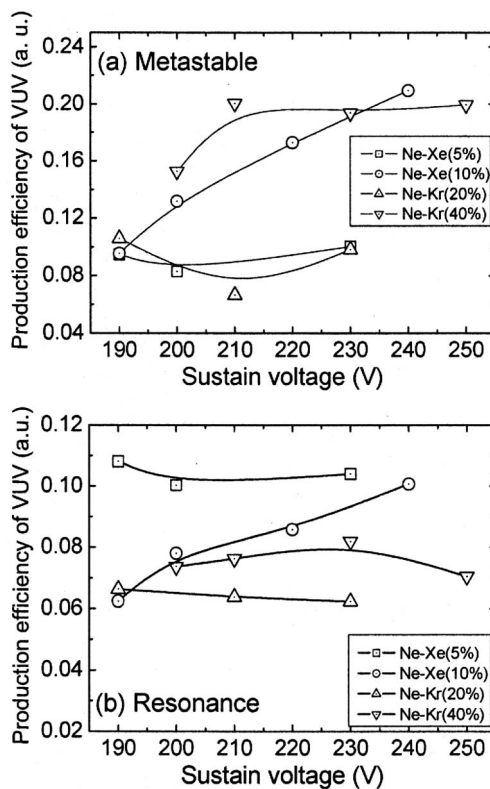 (a) Metastable
Production efficiency of VUV (a. u.)
0.24
0.20
0.16
0.12
0.08
0.04
Ne-Xe(5%)
Ne-Xe(10%)
Ne-Kr(20%)
Ne-Kr(40%)
190 200 210 220 230 240 250
Sustain voltage (V)
Production efficiency of VUV (a.u.)
0.12
0.10
0.08
0.06
0.04
0.02
Ne-Xe(5%)
Ne-Xe(10%)
Ne-Kr(20%)
Ne-Kr(40%)
(b) Resonance
190 200 210 220 230 240 250
Sustain voltage (V)